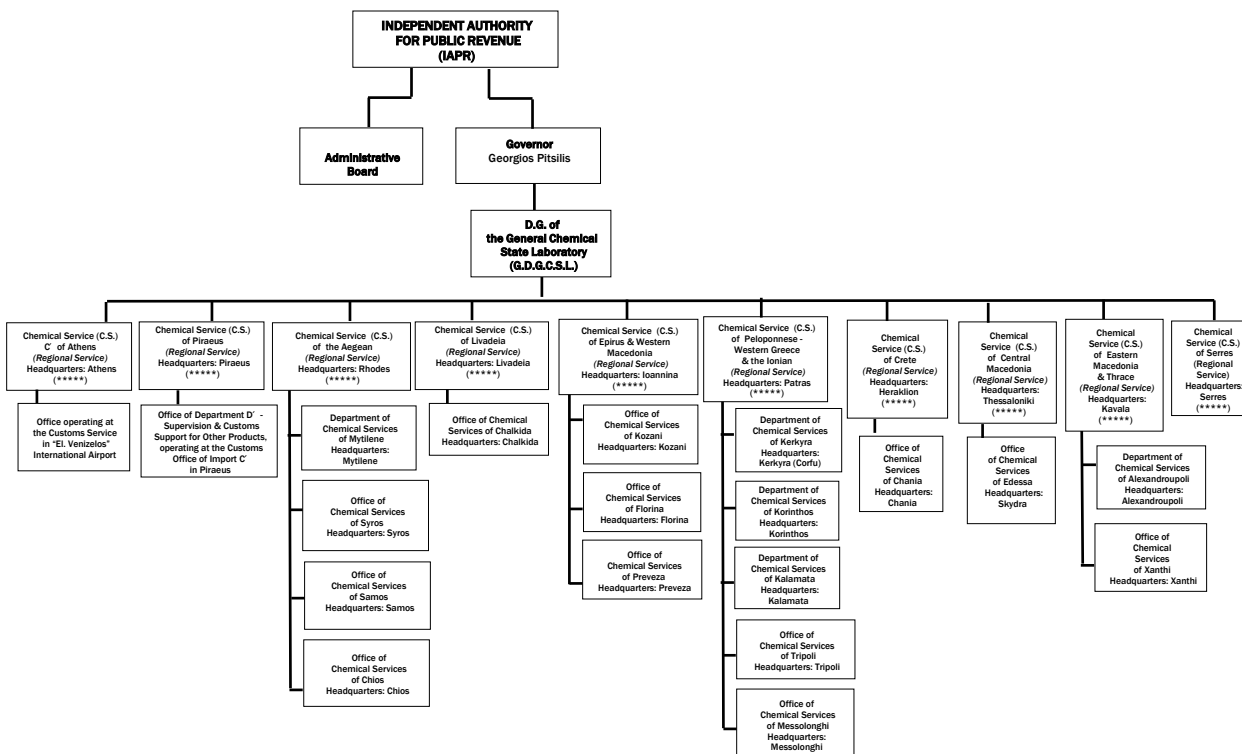 INDEPENDENT AUTHORITY
FOR PUBLIC REVENUE
(IAPR)
Administrative
Board
Governor
Georgios Pitsilis
D.G. of
the General Chemical
State Laboratory
(G.D.G.C.S.L.)
Chemical Service (C.S.)
C΄ of Athens
(Regional Service)
Headquarters: Athens
(*****)
Chemical Service (C.S.)
of Piraeus
(Regional Service)
Headquarters: Piraeus
(*****)
Chemical Service (C.S.)
of the Aegean
(Regional Service)
Headquarters: Rhodes
(*****)
Chemical Service (C.S.)
of Livadeia
(Regional Service)
Headquarters: Livadeia
(*****)
Chemical Service (C.S.)
of Epirus & Western
Macedonia
(Regional Service)
Headquarters: Ioannina
(*****)
Chemical Service (C.S.)
of Peloponnese -
Western Greece
& the Ionian
(Regional Service)
Headquarters: Patras
(*****)
Chemical
Service (C.S.)
of Crete
(Regional Service)
Headquarters:
Heraklion
(*****)
Chemical
Service (C.S.)
of Central
Macedonia
(Regional Service)
Headquarters:
Thessaloniki
(*****)
Chemical
Service (C.S.)
of Eastern
Macedonia
& Thrace
(Regional Service)
Headquarters:
Kavala
(*****)
Chemical
Service (C.S.)
of Serres
(Regional
Service)
Headquarters:
Serres
(*****)
Office operating at
the Customs Service
in "El. Venizelos"
International Airport
Office of Department D΄ -
Supervision & Customs
Support for Other Products,
operating at the Customs
Office of Import C΄
in Piraeus
Department of
Chemical Services
of Mytilene
Headquarters:
Mytilene
Office of
Chemical Services
of Syros
Headquarters: Syros
Office of
Chemical Services
of Samos
Headquarters: Samos
Office of
Chemical Services
of Chios
Headquarters: Chios
Office of Chemical
Services of Chalkida
Headquarters: Chalkida
Office of
Chemical Services
of Kozani
Headquarters: Kozani
Office of
Chemical Services
of Florina
Headquarters: Florina
Office of
Chemical Services
of Preveza
Headquarters: Preveza
Department of
Chemical Services
of Kerkyra
Headquarters:
Kerkyra (Corfu)
Department of
Chemical Services
of Korinthos
Headquarters:
Korinthos
Department of
Chemical Services
of Kalamata
Headquarters:
Kalamata
Office of
Chemical Services
of Tripoli
Headquarters: Tripoli
Office of
Chemical Services
of Messolonghi
Headquarters:
Messolonghi
Office of
Chemical
Services
of Chania
Headquarters:
Chania
Office
of Chemical
Services
of Edessa
Headquarters:
Skydra
Department of
Chemical Services
of Alexandroupoli
Headquarters:
Alexandroupoli
Office of
Chemical
Services
of Xanthi
Headquarters: Xanthi